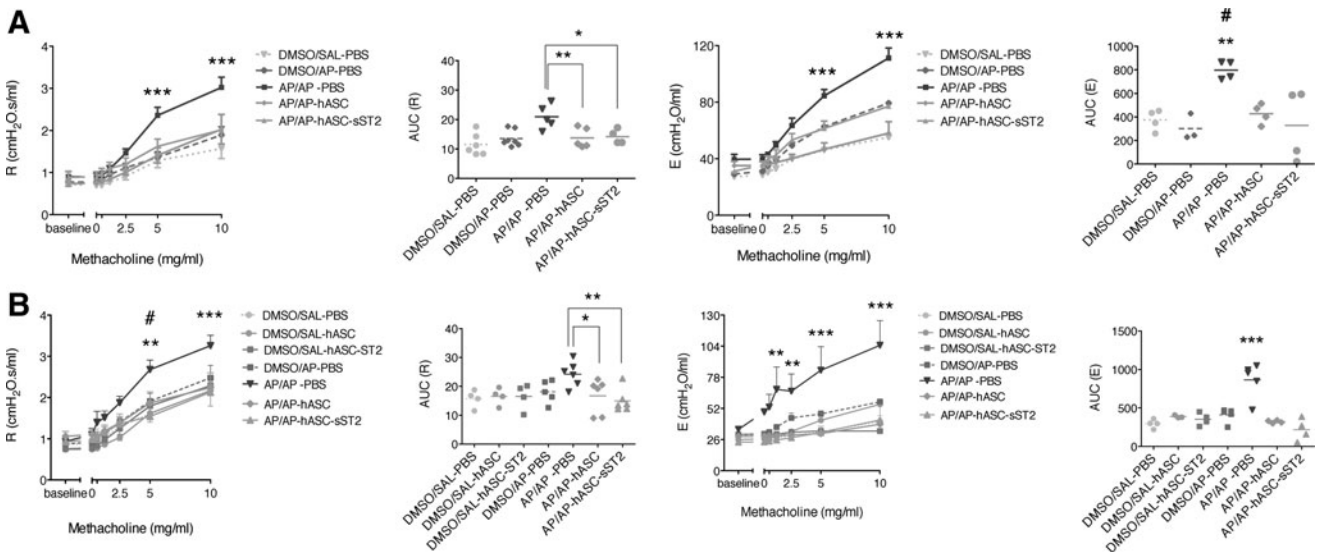 A
R (cmH2O.s/ml)
4
3
2
1
0
baseline
0
2.5
5
10
Methacholine (mg/ml)
***
***
DMSO/SAL-PBS
DMSO/AP-PBS
AP/AP -PBS
AP/AP-hASC
AP/AP-hASC-sST2
AUC (R)
40
30
20
10
0
*
**
DMSO/SAL-PBS
DMSO/AP-PBS
AP/AP -PBS
AP/AP-hASC
AP/AP-hASC-sST2
E (cmH2O/ml)
120
80
40
0
baseline
0
2.5
5
10
Methacholine (mg/ml)
***
***
DMSO/SAL-PBS
DMSO/AP-PBS
AP/AP -PBS
AP/AP-hASC
AP/AP-hASC-sST2
AUC (E)
1000
800
600
400
200
0
#
**
DMSO/SAL-PBS
DMSO/AP-PBS
AP/AP -PBS
AP/AP-hASC
AP/AP-hASC-sST2
B
R (cmH2O.s/ml)
4
3
2
1
0
baseline
0
2.5
5
10
Methacholine (mg/ml)
#
**
***
DMSO/SAL-PBS
DMSO/SAL-hASC
DMSO/SAL-hASC-ST2
DMSO/AP-PBS
AP/AP -PBS
AP/AP-hASC
AP/AP-hASC-sST2
AUC (R)
40
30
20
10
0
**
*
DMSO/SAL-PBS
DMSO/SAL-hASC
DMSO/SAL-hASC-ST2
DMSO/AP-PBS
AP/AP -PBS
AP/AP-hASC
AP/AP-hASC-sST2
E (cmH2O/ml)
130
104
78
52
26
0
baseline
0
2.5
5
10
Methacholine (mg/ml)
**
**
***
***
DMSO/SAL-PBS
DMSO/SAL-hASC
DMSO/SAL-hASC-ST2
DMSO/AP-PBS
AP/AP -PBS
AP/AP-hASC
AP/AP-hASC-sST2
AUC (E)
1500
1000
500
0
***
DMSO/SAL-PBS
DMSO/SAL-hASC
DMSO/SAL-hASC-ST2
DMSO/AP-PBS
AP/AP -PBS
AP/AP-hASC
AP/AP-hASC-sST2